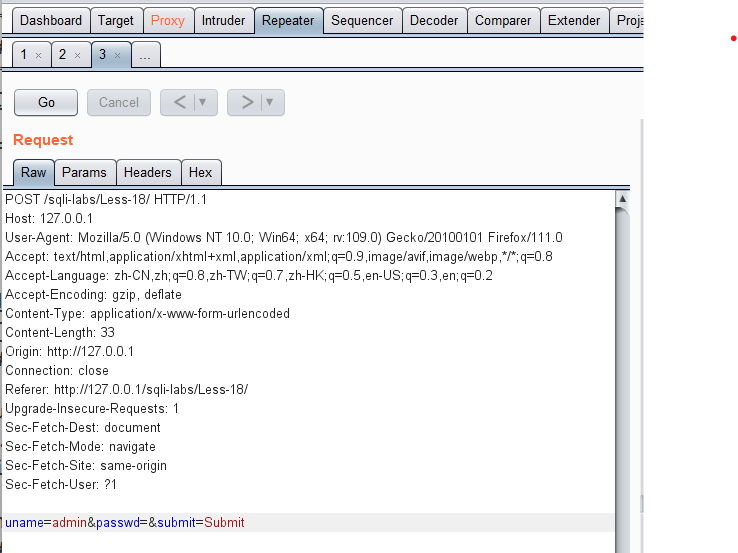 Dashboard Target Proxy Intruder Repeater Sequencer Decoder Comparer Extender Proje
1 × 2 × 3 × ...
Go Cancel < ▼ > ▼
Request
Raw Params Headers Hex
POST /sqli-labs/Less-18/ HTTP/1.1
Host: 127.0.0.1
User-Agent: Mozilla/5.0 (Windows NT 10.0; Win64; x64; rv:109.0) Gecko/20100101 Firefox/111.0
Accept: text/html,application/xhtml+xml,application/xml;q=0.9,image/avif,image/webp,*/*;q=0.8
Accept-Language: zh-CN,zh;q=0.8,zh-TW;q=0.7,zh-HK;q=0.5,en-US;q=0.3,en;q=0.2
Accept-Encoding: gzip, deflate
Content-Type: application/x-www-form-urlencoded
Content-Length: 33
Origin: http://127.0.0.1
Connection: close
Referer: http://127.0.0.1/sqli-labs/Less-18/
Upgrade-Insecure-Requests: 1
Sec-Fetch-Dest: document
Sec-Fetch-Mode: navigate
Sec-Fetch-Site: same-origin
Sec-Fetch-User: ?1
uname=admin&passwd=&submit=Submit